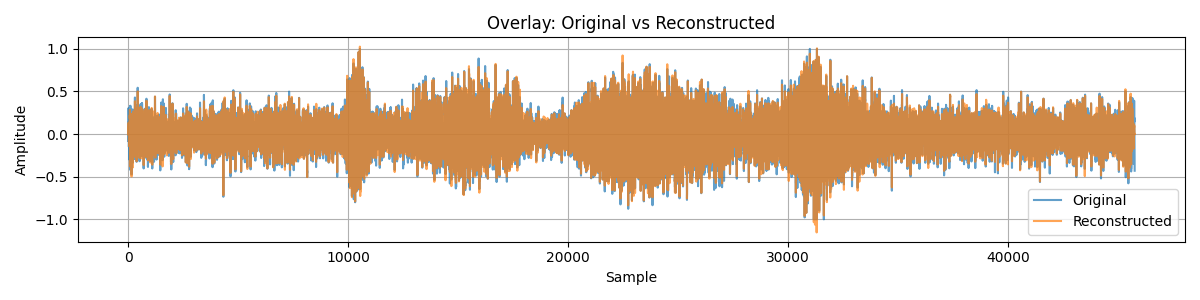 Overlay: Original vs Reconstructed
1.0
0.5
0.0
−0.5
−1.0
Amplitude
Original
Reconstructed
0 10000 20000 30000 40000
Sample